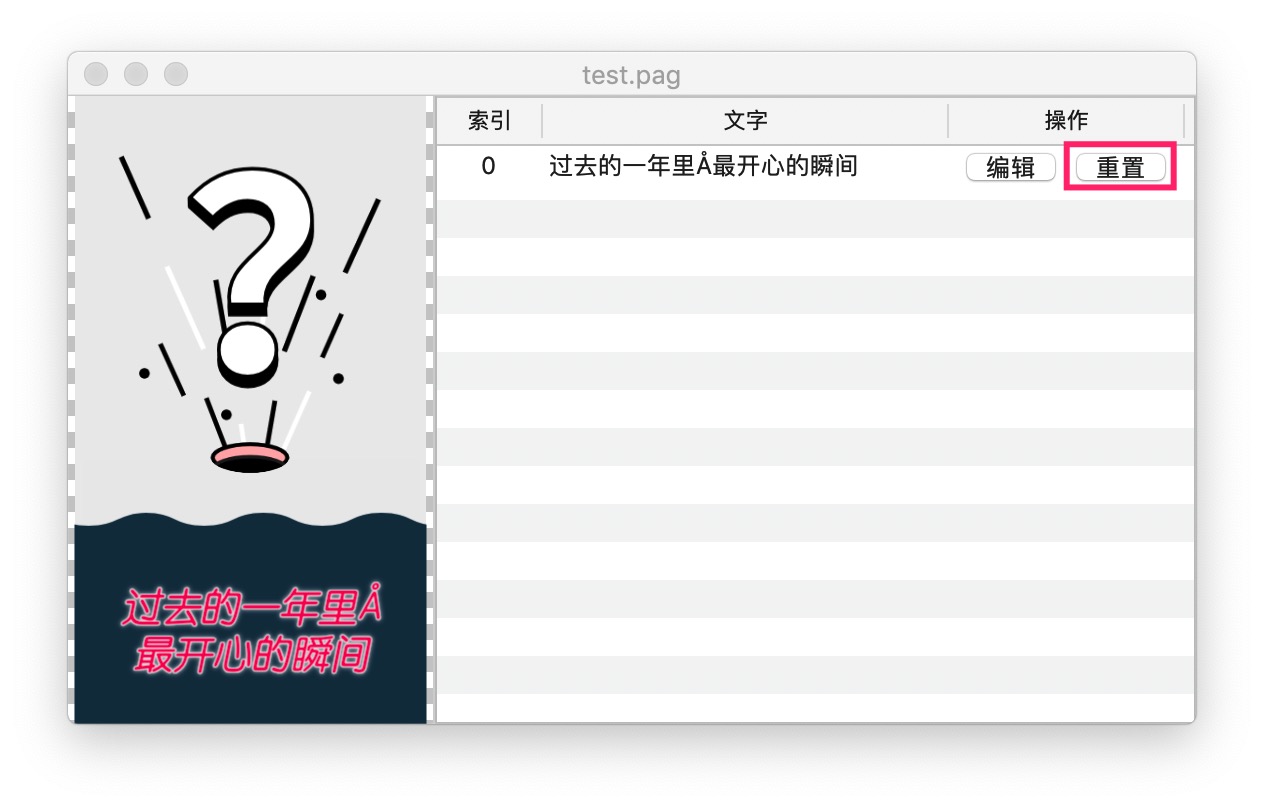 test.pag
索引 文字 操作
0 过去的一年里Å最开心的瞬间 编辑 重置
?
过去的一年里Å
最开心的瞬间